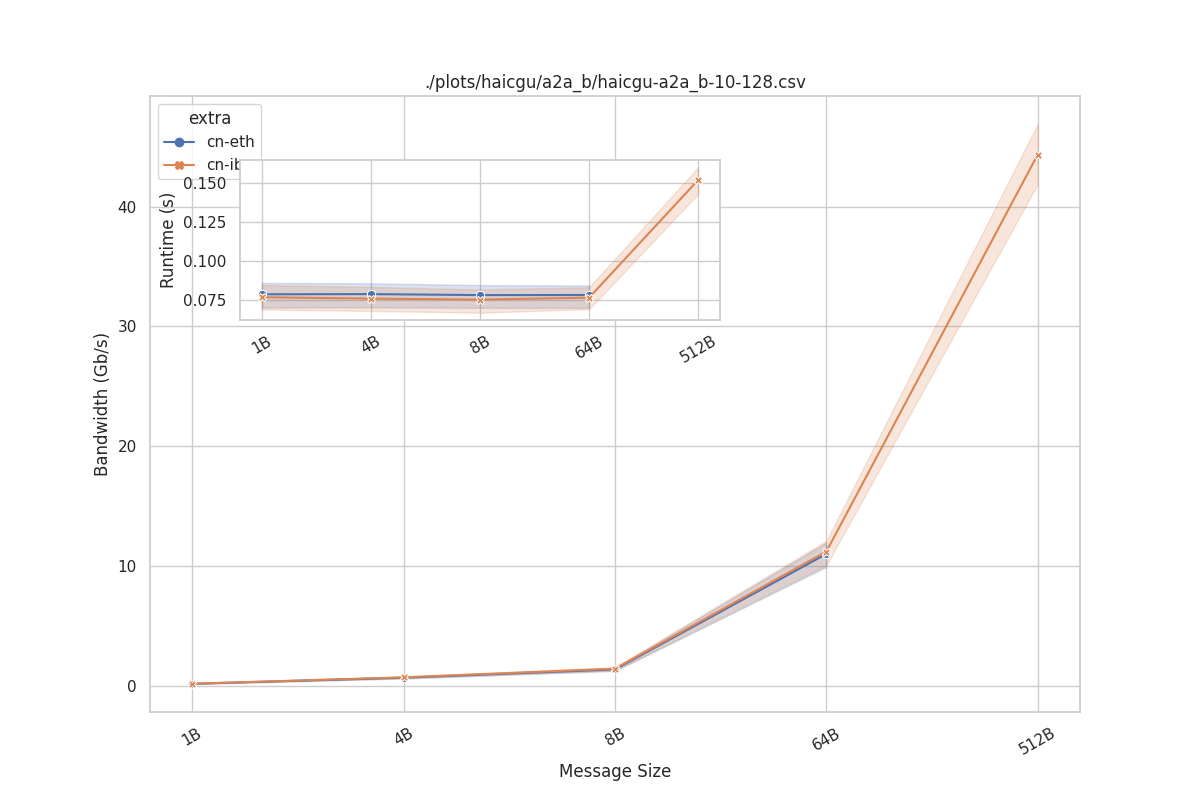 ./plots/haicgu/a2a_b/haicgu-a2a_b-10-128.csv
extra
cn-eth
cn-ib
Runtime (s)
0.150
0.125
0.100
0.075
1B
4B
8B
64B
512B
Bandwidth (Gb/s)
40
30
20
10
0
1B
4B
8B
64B
512B
Message Size